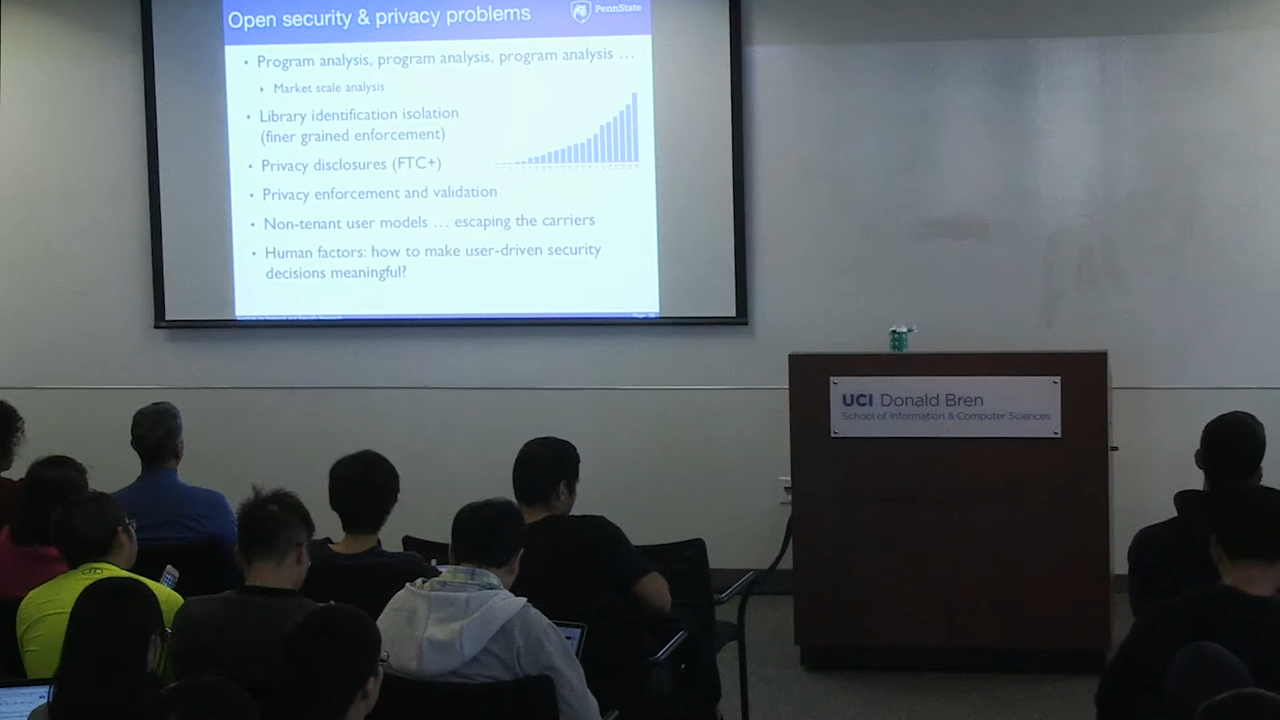 Open security & privacy problems
PennState
• Program analysis, program analysis, program analysis …
Market scale analysis
• Library identification isolation
(finer grained enforcement)
• Privacy disclosures (FTC+)
• Privacy enforcement and validation
• Non-tenant user models … escaping the carriers
• Human factors: how to make user-driven security
decisions meaningful?
UCI Donald Bren
School of Information & Computer Sciences